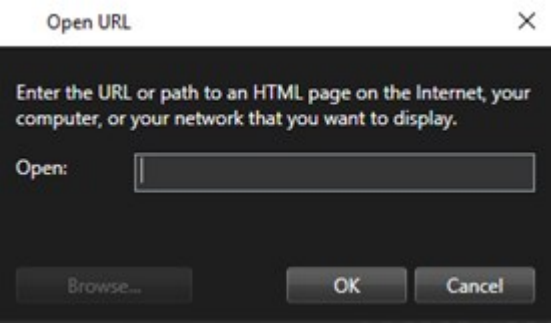 Open URL
Enter the URL or path to an HTML page on the Internet, your
computer, or your network that you want to display.
Open:
Browse...
OK
Cancel